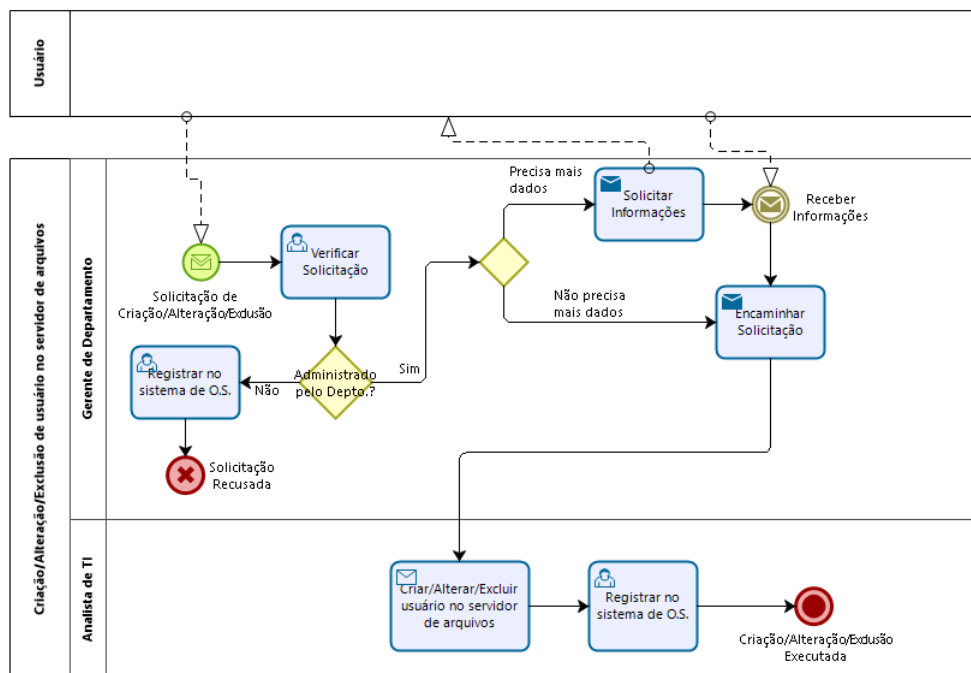 Usuário
Criação/Alteração/Exclusão de usuário no servidor de arquivos
Gerente de Departamento
Precisa mais
dados
Solicitar
Informações
Receber
Informações
Verificar
Solicitação
Solicitação de
Criação/Alteração/Exclusão
Não precisa
mais dados
Encaminhar
Solicitação
Registrar no
sistema de O.S.
Não
Administrado
pelo Depto.?
Sim
Solicitação
Recusada
Analista de TI
Criar/Alterar/Excluir
usuário no servidor
de arquivos
Registrar no
sistema de O.S.
Criação/Alteração/Exclusão
Executada